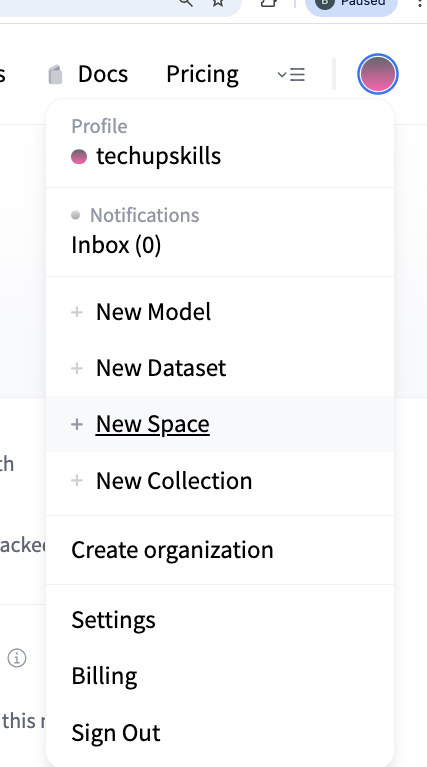 B Paused
s Docs Pricing
Profile
techupskills
Notifications
Inbox (0)
+ New Model
+ New Dataset
+ New Space
+ New Collection
th
acked
Create organization
Settings
this r
Billing
Sign Out